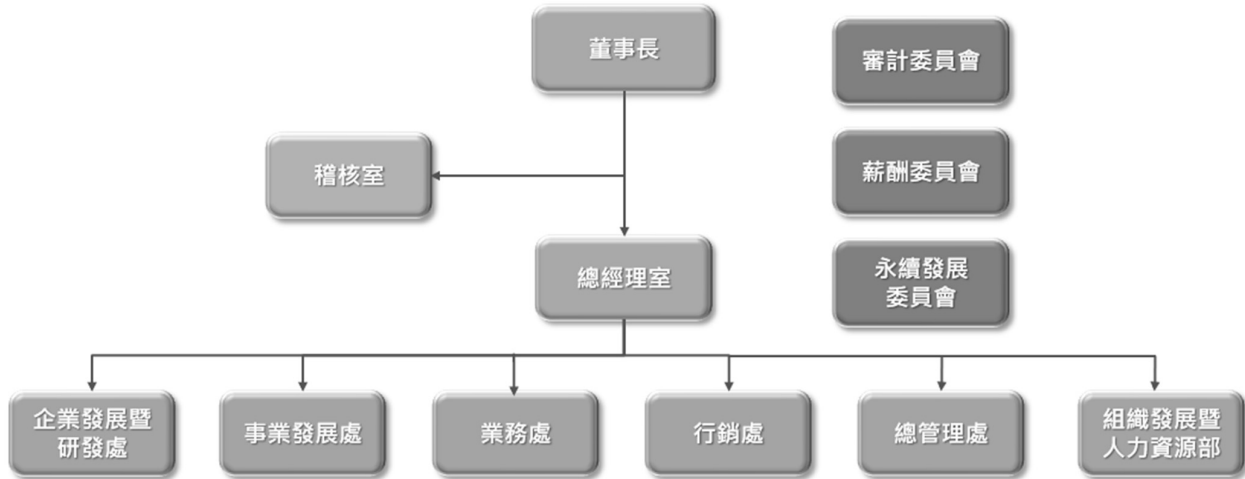 董事長
審計委員會
稽核室
薪酬委員會
總經理室
永續發展
委員會
企業發展暨
研發處
事業發展處
業務處
行銷處
總管理處
組織發展暨
人力資源部